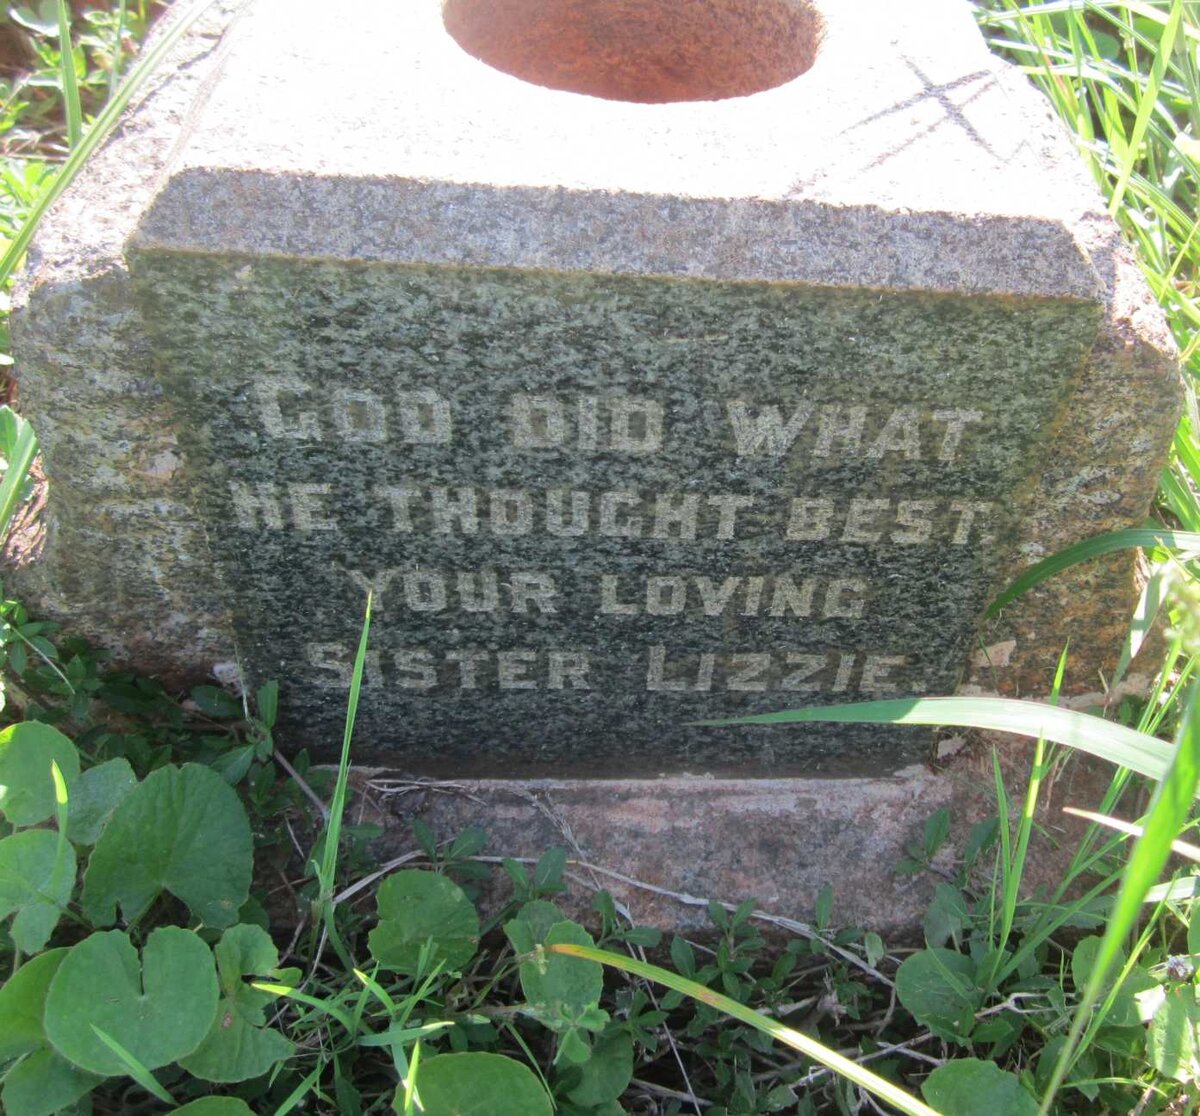 GOD DID WHAT
HE THOUGHT BEST.
YOUR LOVING
SISTER LIZZIE.